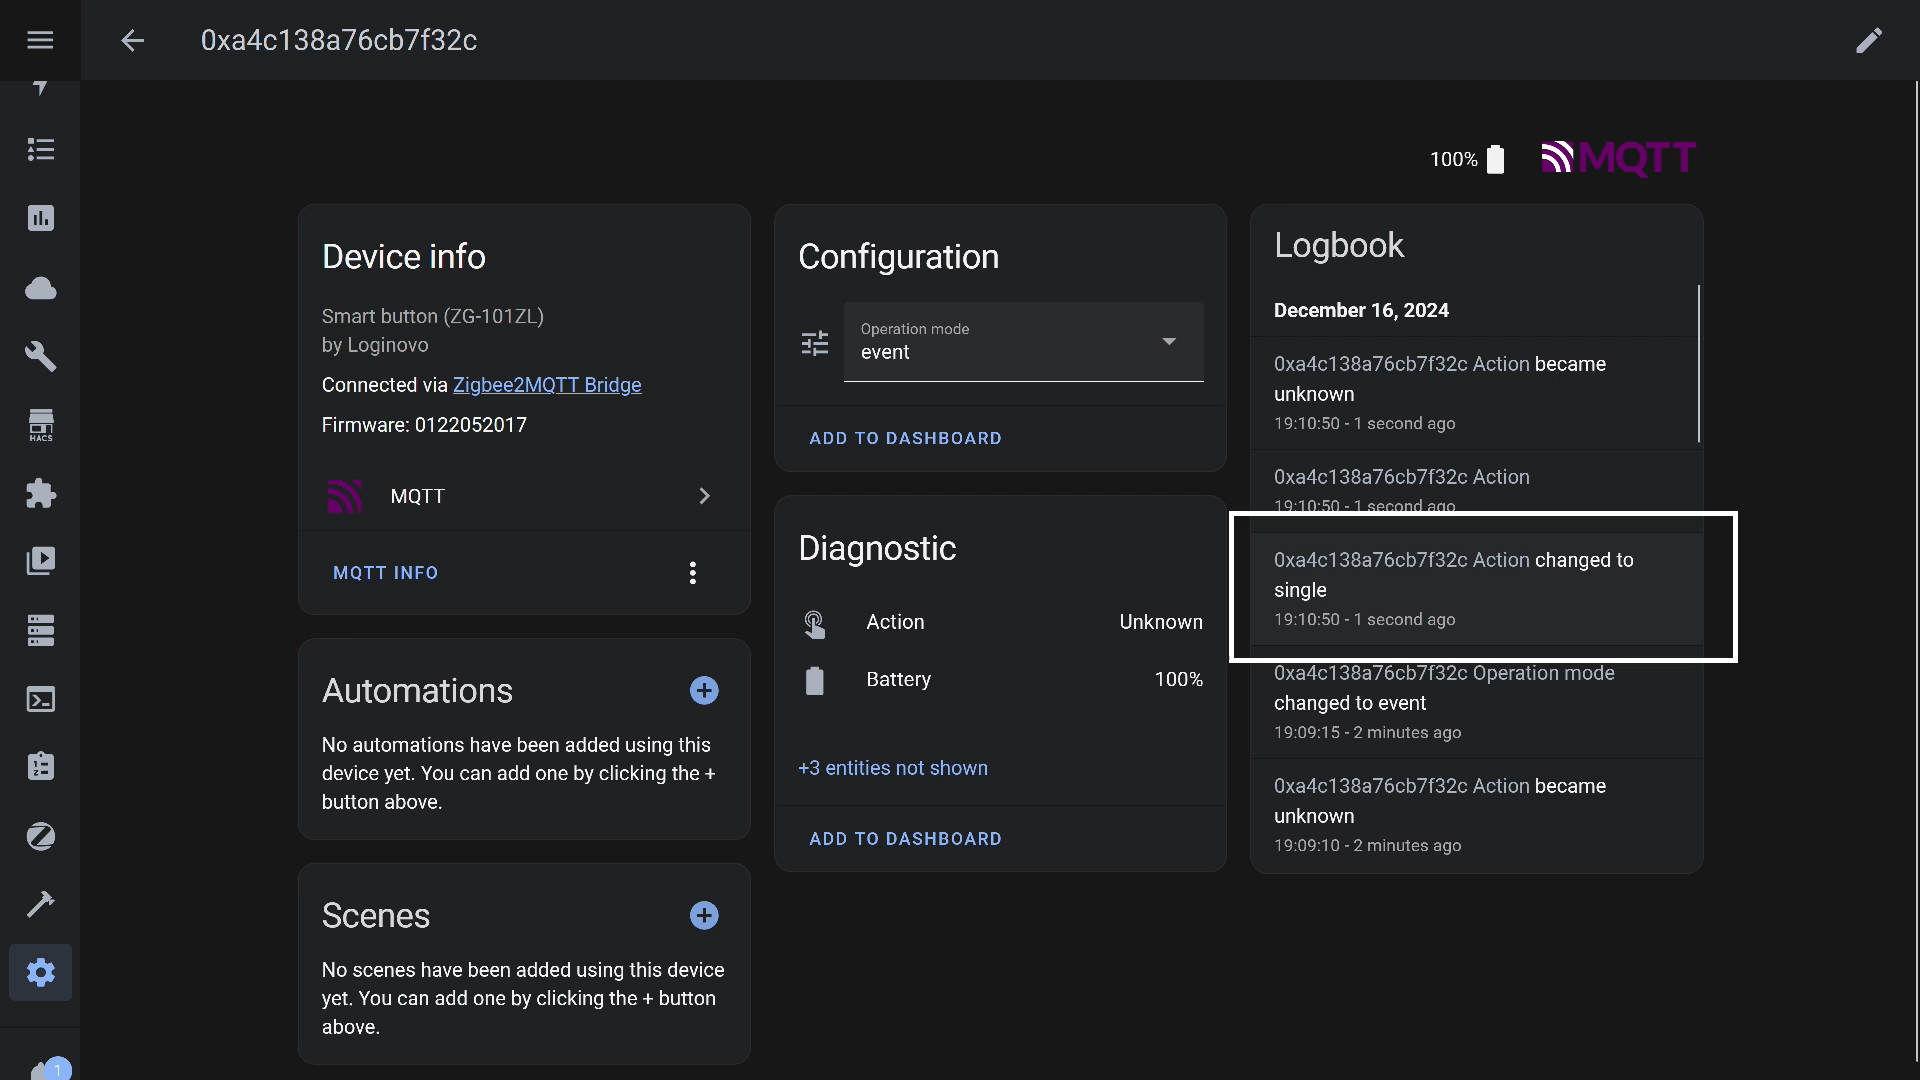 0xa4c138a76cb7f32c
100%
MQTT
Device info
Smart button (ZG-101ZL)
by Loginovo
Connected via Zigbee2MQTT Bridge
Firmware: 0122052017
MQTT
MQTT INFO
Automations
No automations have been added using this
device yet. You can add one by clicking the +
button above.
Scenes
No scenes have been added using this device
yet. You can add one by clicking the + button
above.
Configuration
Operation mode
event
ADD TO DASHBOARD
Diagnostic
Action Unknown
Battery 100%
+3 entities not shown
ADD TO DASHBOARD
Logbook
December 16, 2024
0xa4c138a76cb7f32c Action became
unknown
19:10:50 - 1 second ago
0xa4c138a76cb7f32c Action
19:10:50 - 1 second ago
0xa4c138a76cb7f32c Action changed to
single
19:10:50 - 1 second ago
0xa4c138a76cb7f32c Operation mode
changed to event
19:09:15 - 2 minutes ago
0xa4c138a76cb7f32c Action became
unknown
19:09:10 - 2 minutes ago
HACS
1